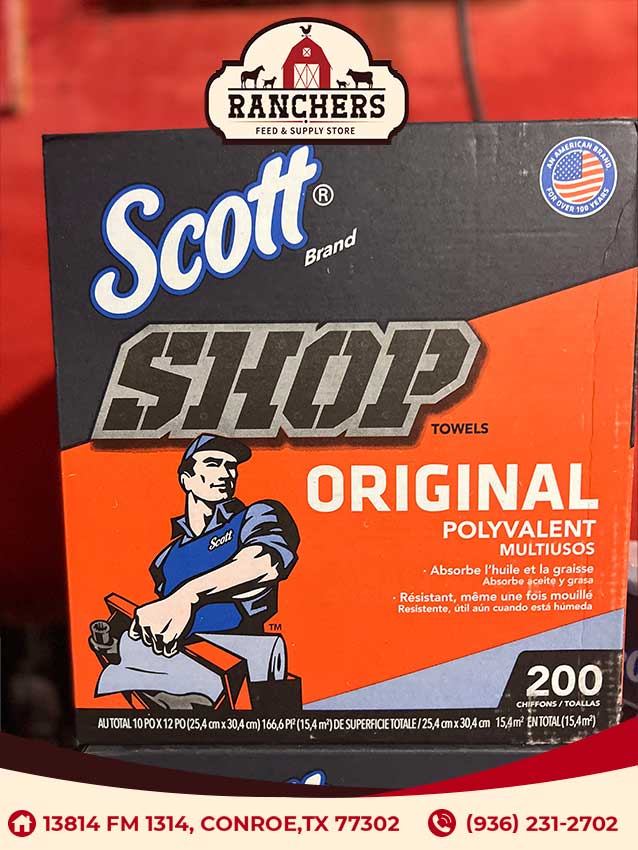 RANCHERS
FEED & SUPPLY STORE
AN AMERICAN BRAND
FOR OVER 100 YEARS
Scott®
Brand
SHOP
TOWELS
ORIGINAL
POLYVALENT
MULTIUSOS
· Absorbe l'huile et la graisse
Absorbe aceite y grasa
· Résistant, même une fois mouillé
Resistente, útil aún cuando está húmeda
Scott
TM
200
CHIFFONS / TOALLAS
AU TOTAL 10 PO X 12 PO (25,4 cm x 30,4 cm) 166,6 PI² (15,4 m²) DE SUPERFICIE TOTALE / 25,4 cm x 30,4 cm 15,4m² EN TOTAL (15,4m²)
13814 FM 1314, CONROE,TX 77302
(936) 231-2702